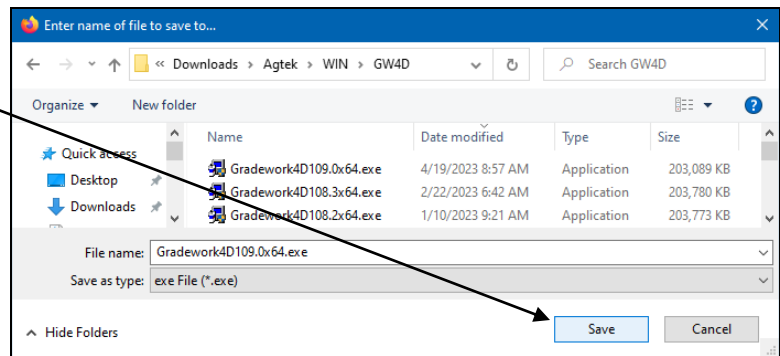 Enter name of file to save to...
« Downloads > Agtek > WIN > GW4D
Search GW4D
Organize New folder
Name Date modified Type Size
Quick access
Desktop
Downloads
Gradework4D109.0x64.exe 4/19/2023 8:57 AM Application 203,089 KB
Gradework4D108.3x64.exe 2/22/2023 6:42 AM Application 203,780 KB
Gradework4D108.2x64.exe 1/10/2023 9:21 AM Application 203,773 KB
File name: Gradework4D109.0x64.exe
Save as type: exe File (*.exe)
Hide Folders
Save Cancel